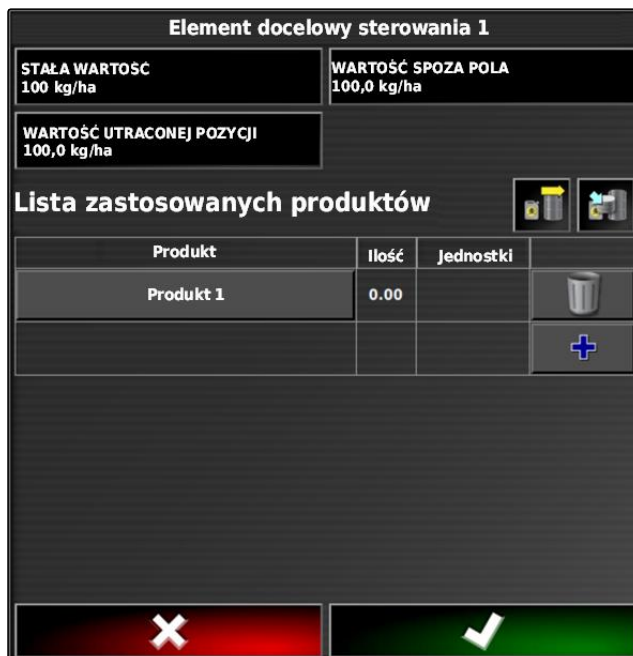 Element docelowy sterowania 1
STAŁA WARTOŚĆ
100 kg/ha
WARTOŚĆ SPOZA POLA
100,0 kg/ha
WARTOŚĆ UTRACONEJ POZYCJI
100,0 kg/ha
Lista zastosowanych produktów
Produkt Ilość Jednostki
Produkt 1 0.00